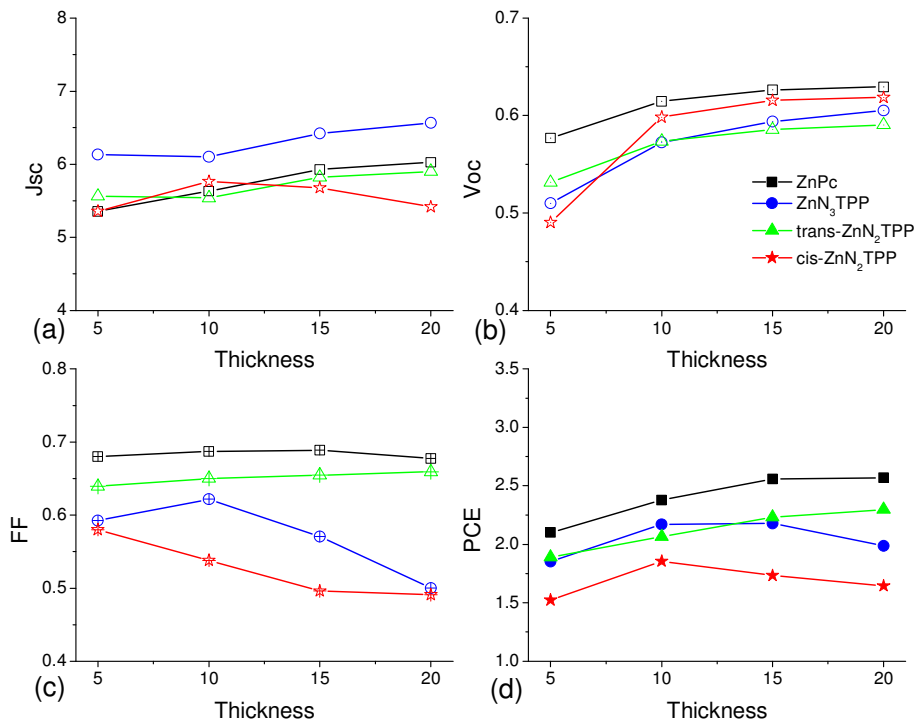 8
7
6
5
4
Jsc
5 10 15 20
Thickness
(a)
0.7
0.6
0.5
0.4
Voc
ZnPc
ZnN₃TPP
trans-ZnN₂TPP
cis-ZnN₂TPP
5 10 15 20
Thickness
(b)
0.8
0.7
0.6
0.5
0.4
FF
5 10 15 20
Thickness
(c)
3.5
3.0
2.5
2.0
1.5
1.0
PCE
5 10 15 20
Thickness
(d)